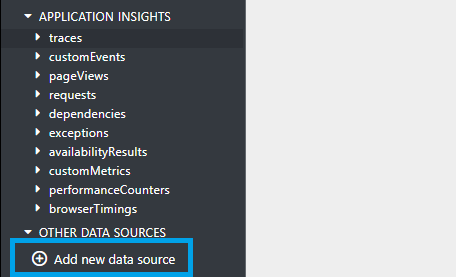 APPLICATION INSIGHTS
traces
customEvents
pageViews
requests
dependencies
exceptions
availabilityResults
customMetrics
performanceCounters
browserTimings
OTHER DATA SOURCES
Add new data source